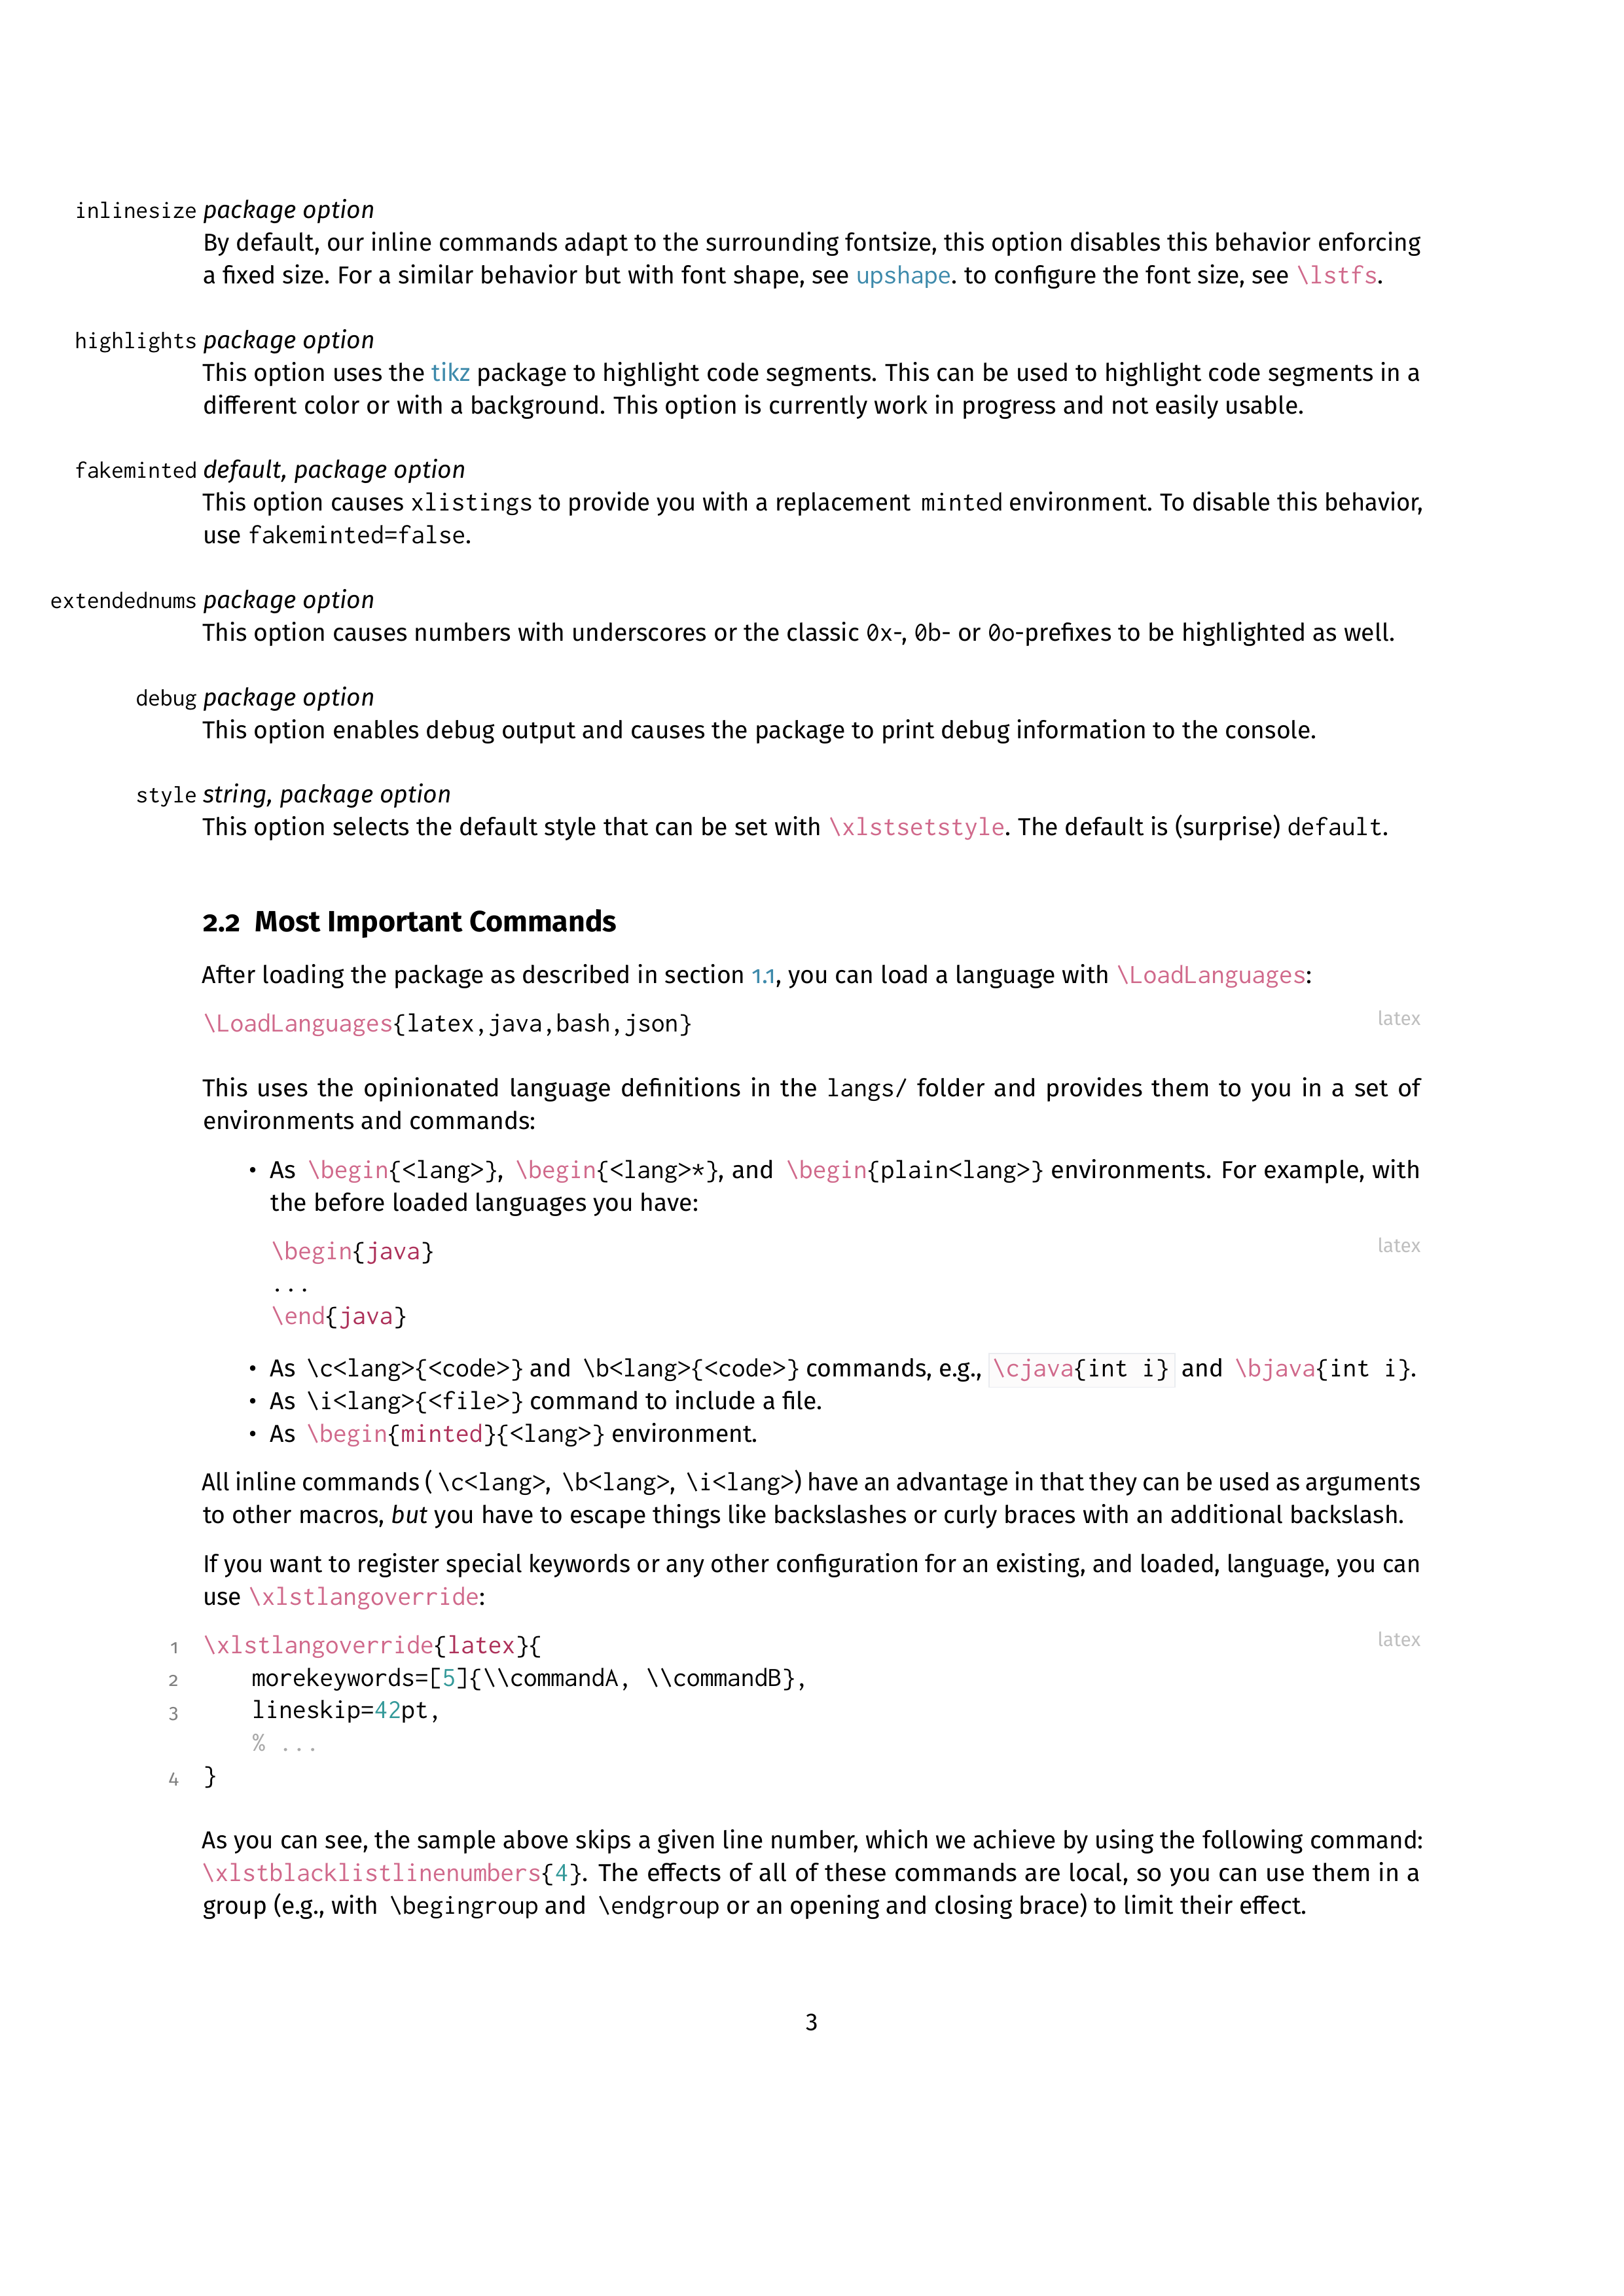 inlinesize package option
By default, our inline commands adapt to the surrounding fontsize, this option disables this behavior enforcing
a fixed size. For a similar behavior but with font shape, see upshape. to configure the font size, see \lstfs.
highlights package option
This option uses the tikz package to highlight code segments. This can be used to highlight code segments in a
different color or with a background. This option is currently work in progress and not easily usable.
fakeminted default, package option
This option causes xlistings to provide you with a replacement minted environment. To disable this behavior,
use fakeminted=false.
extendednums package option
This option causes numbers with underscores or the classic 0x-, 0b- or 0o-prefixes to be highlighted as well.
debug package option
This option enables debug output and causes the package to print debug information to the console.
style string, package option
This option selects the default style that can be set with \xlstsetstyle. The default is (surprise) default.
2.2 Most Important Commands
After loading the package as described in section 1.1, you can load a language with \LoadLanguages:
\LoadLanguages{latex,java,bash,json} latex
This uses the opinionated language definitions in the langs/ folder and provides them to you in a set of
environments and commands:
• As \begin{<lang>}, \begin{<lang>*}, and \begin{plain<lang>} environments. For example, with
the before loaded languages you have:
\begin{java} latex
...
\end{java}
• As \c<lang>{<code>} and \b<lang>{<code>} commands, e.g., \cjava{int i} and \bjava{int i}.
• As \i<lang>{<file>} command to include a file.
• As \begin{minted}{<lang>} environment.
All inline commands ( \c<lang>, \b<lang>, \i<lang>) have an advantage in that they can be used as arguments
to other macros, but you have to escape things like backslashes or curly braces with an additional backslash.
If you want to register special keywords or any other configuration for an existing, and loaded, language, you can
use \xlstlangoverride:
1 \xlstlangoverride{latex}{ latex
2 morekeywords=[5]{\\commandA, \\commandB},
3 lineskip=42pt,
% ...
4 }
As you can see, the sample above skips a given line number, which we achieve by using the following command:
\xlstblacklistlinenumbers{4}. The effects of all of these commands are local, so you can use them in a
group (e.g., with \begingroup and \endgroup or an opening and closing brace) to limit their effect.
3